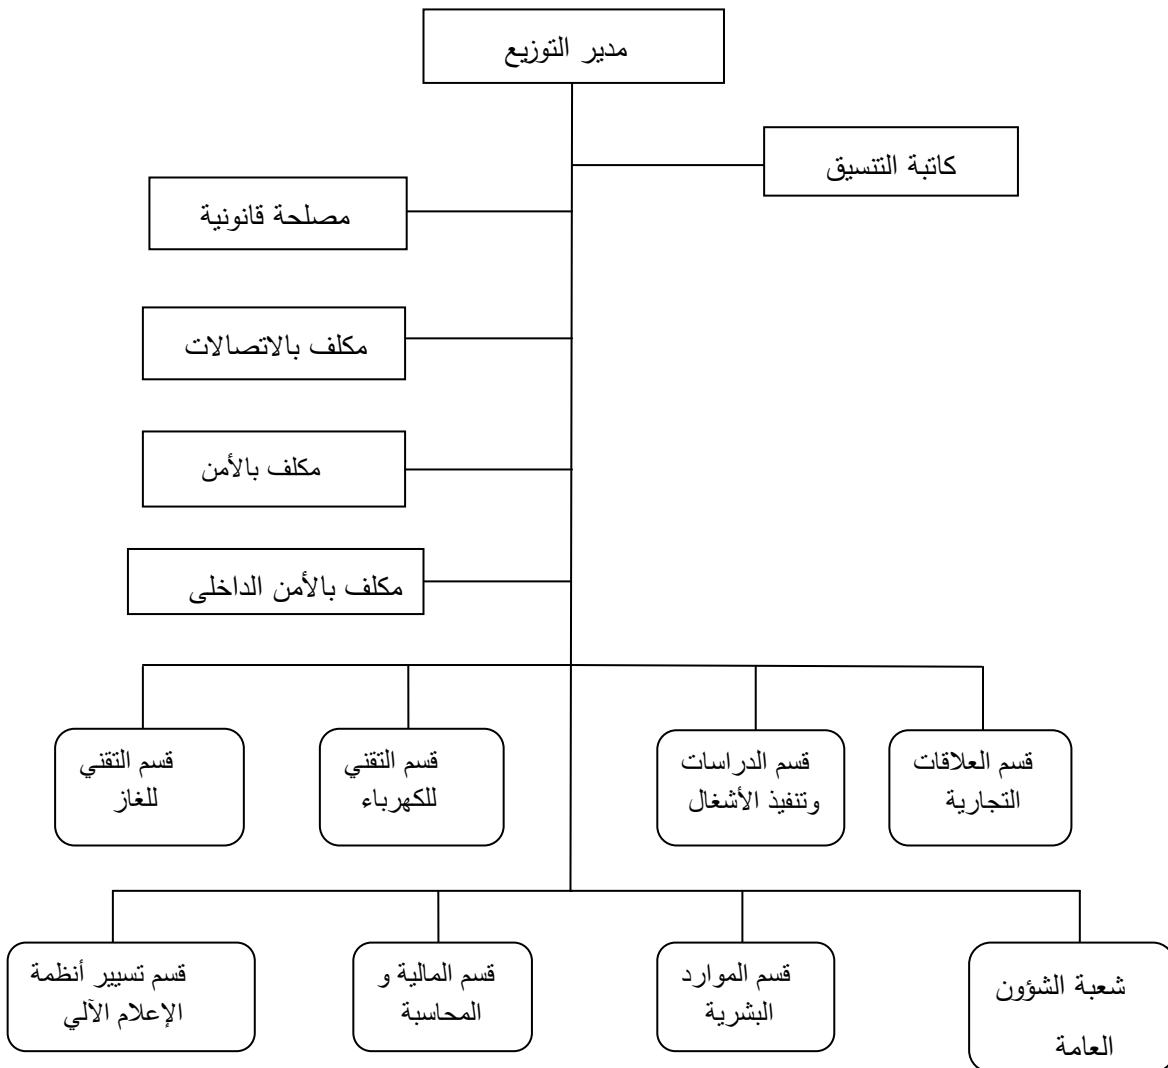 مدير التوزيع
كاتبة التنسيق
مصلحة قانونية
مكلف بالاتصالات
مكلف بالأمن
مكلف بالأمن الداخلى
قسم العلاقات
التجارية
قسم الدراسات
وتنفيذ الأشغال
قسم التقني
للكهرباء
قسم التقني
للغاز
شعبة الشؤون
العامة
قسم الموارد
البشرية
قسم المالية و
المحاسبة
قسم تسيير أنظمة
الإعلام الآلي